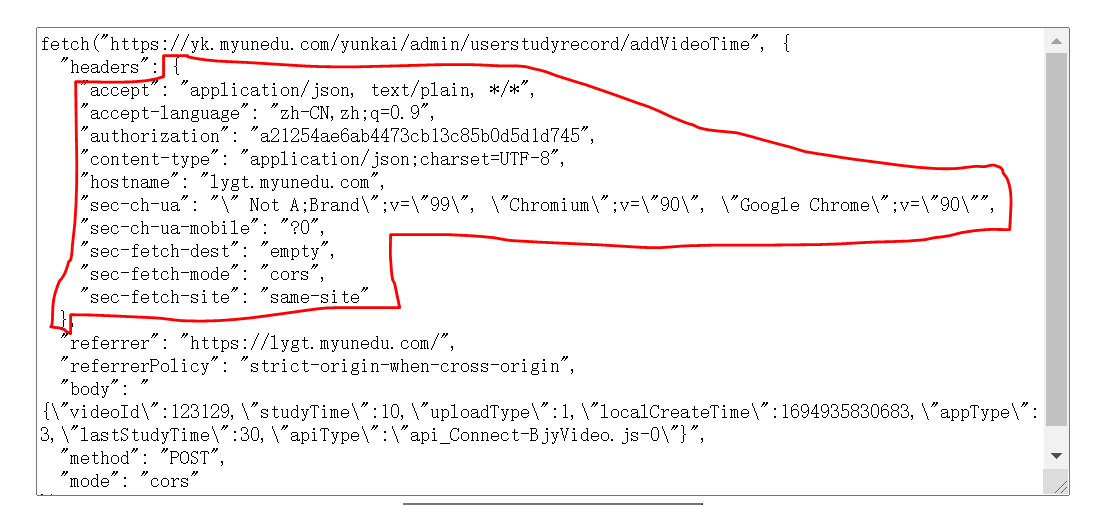 fetch("https://yk.myunedu.com/yunkai/admin/userstudyrecord/addVideoTime", {
"headers": {
"accept": "application/json, text/plain, */*",
"accept-language": "zh-CN,zh;q=0.9",
"authorization": "a21254ae6ab4473cb13c85b0d5d1d745",
"content-type": "application/json;charset=UTF-8",
"hostname": "lygt.myunedu.com",
"sec-ch-ua": "\" Not A;Brand\";v=\"99\", \"Chromium\";v=\"90\", \"Google Chrome\";v=\"90\"",
"sec-ch-ua-mobile": "?0",
"sec-fetch-dest": "empty",
"sec-fetch-mode": "cors",
"sec-fetch-site": "same-site"
},
"referrer": "https://lygt.myunedu.com/",
"referrerPolicy": "strict-origin-when-cross-origin",
"body": "
{\"videoId\":123129,\"studyTime\":10,\"uploadType\":1,\"localCreateTime\":1694935830683,\"appType\":
3,\"lastStudyTime\":30,\"apiType\":\"api_Connect-BjyVideo.js-0\"}",
"method": "POST",
"mode": "cors"